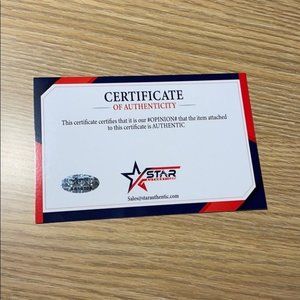 CERTIFICATE
OF AUTHENTICITY
This certificate certifies that it is our #OPINION# that the item attached
to this certificate is AUTHENTIC
STAR
Sales@starauthentic.com